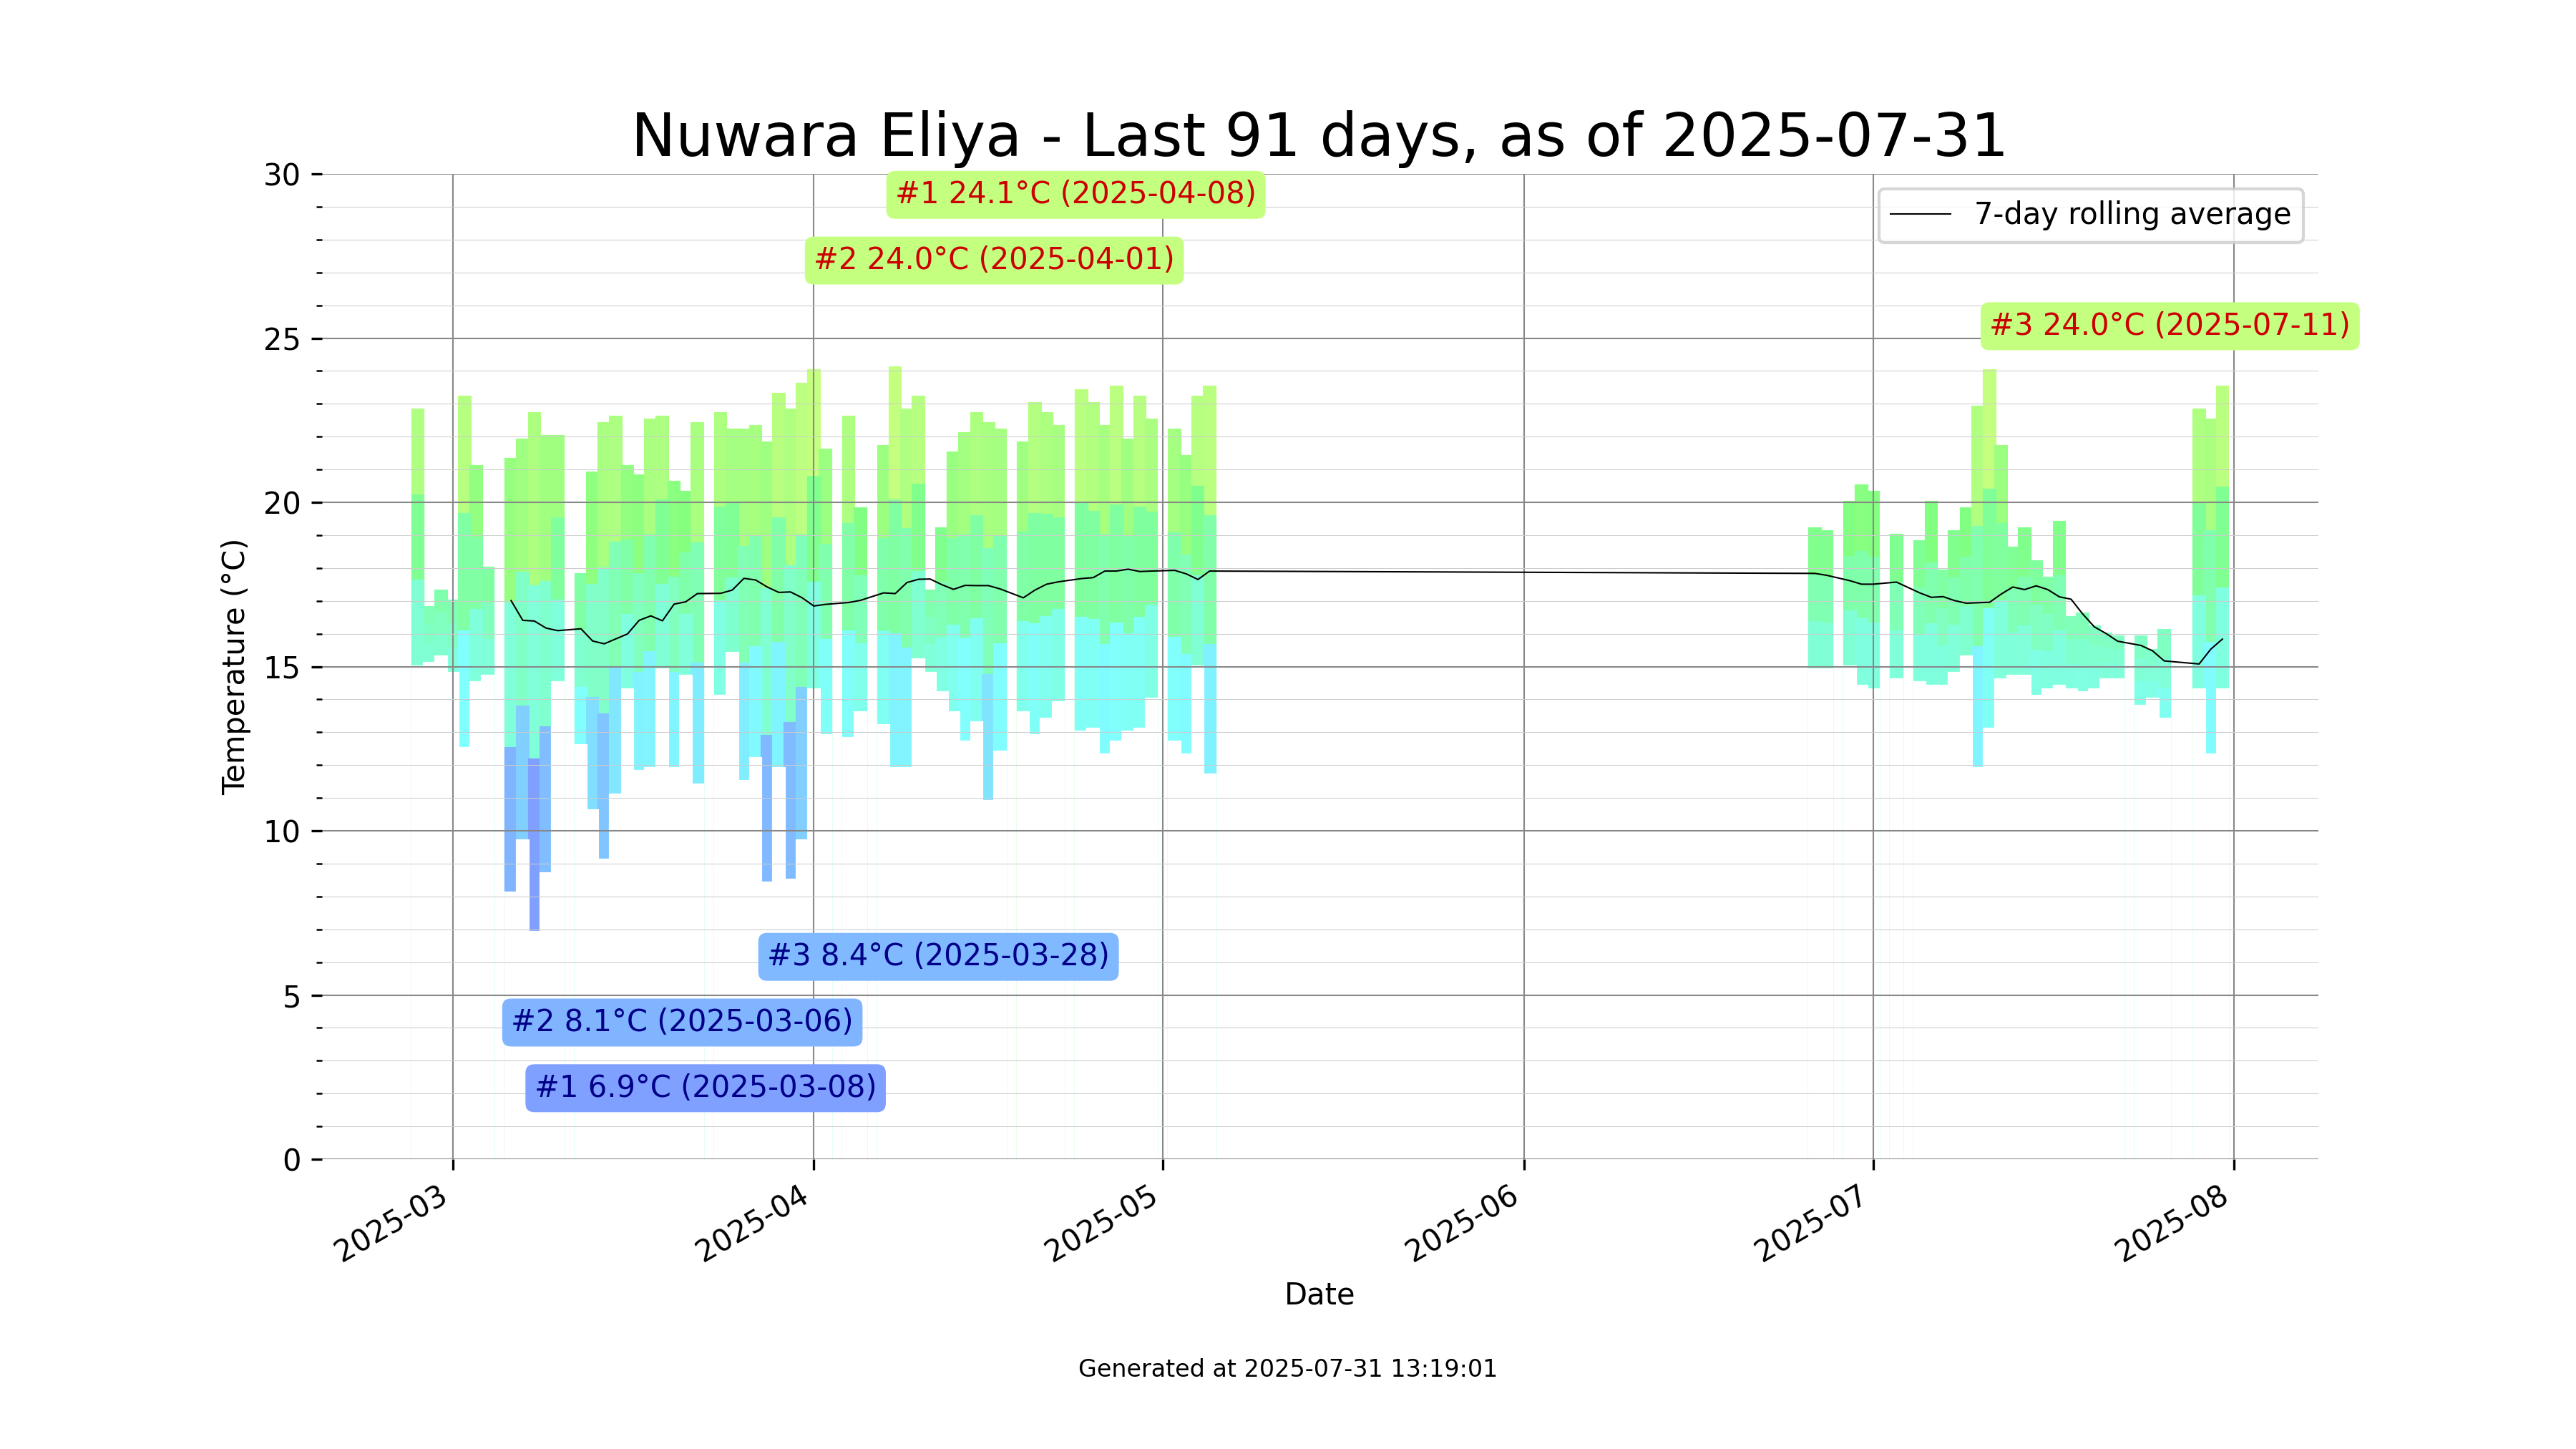 Nuwara Eliya - Last 91 days, as of 2025-07-31
30
25
20
15
10
5
0
Temperature (°C)
#1 24.1°C (2025-04-08)
#2 24.0°C (2025-04-01)
#3 24.0°C (2025-07-11)
7-day rolling average
#3 8.4°C (2025-03-28)
#2 8.1°C (2025-03-06)
#1 6.9°C (2025-03-08)
2025-03
2025-04
2025-05
2025-06
2025-07
2025-08
Date
Generated at 2025-07-31 13:19:01